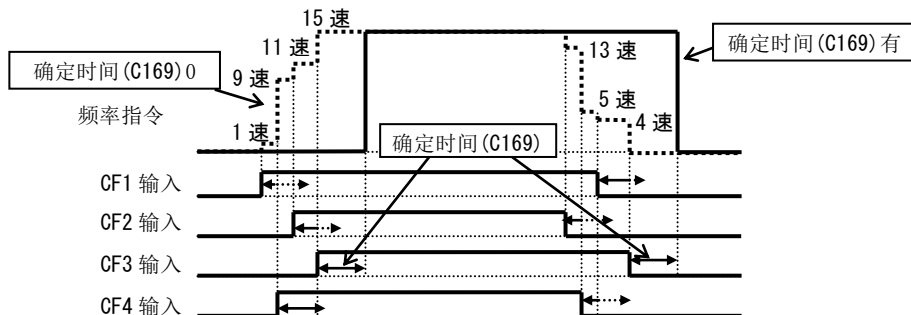 15 速
11 速
确定时间(C169)有
13 速
确定时间(C169)0
9 速
频率指令
5 速
1 速
4 速
确定时间(C169)
CF1 输入
CF2 输入
CF3 输入
CF4 输入